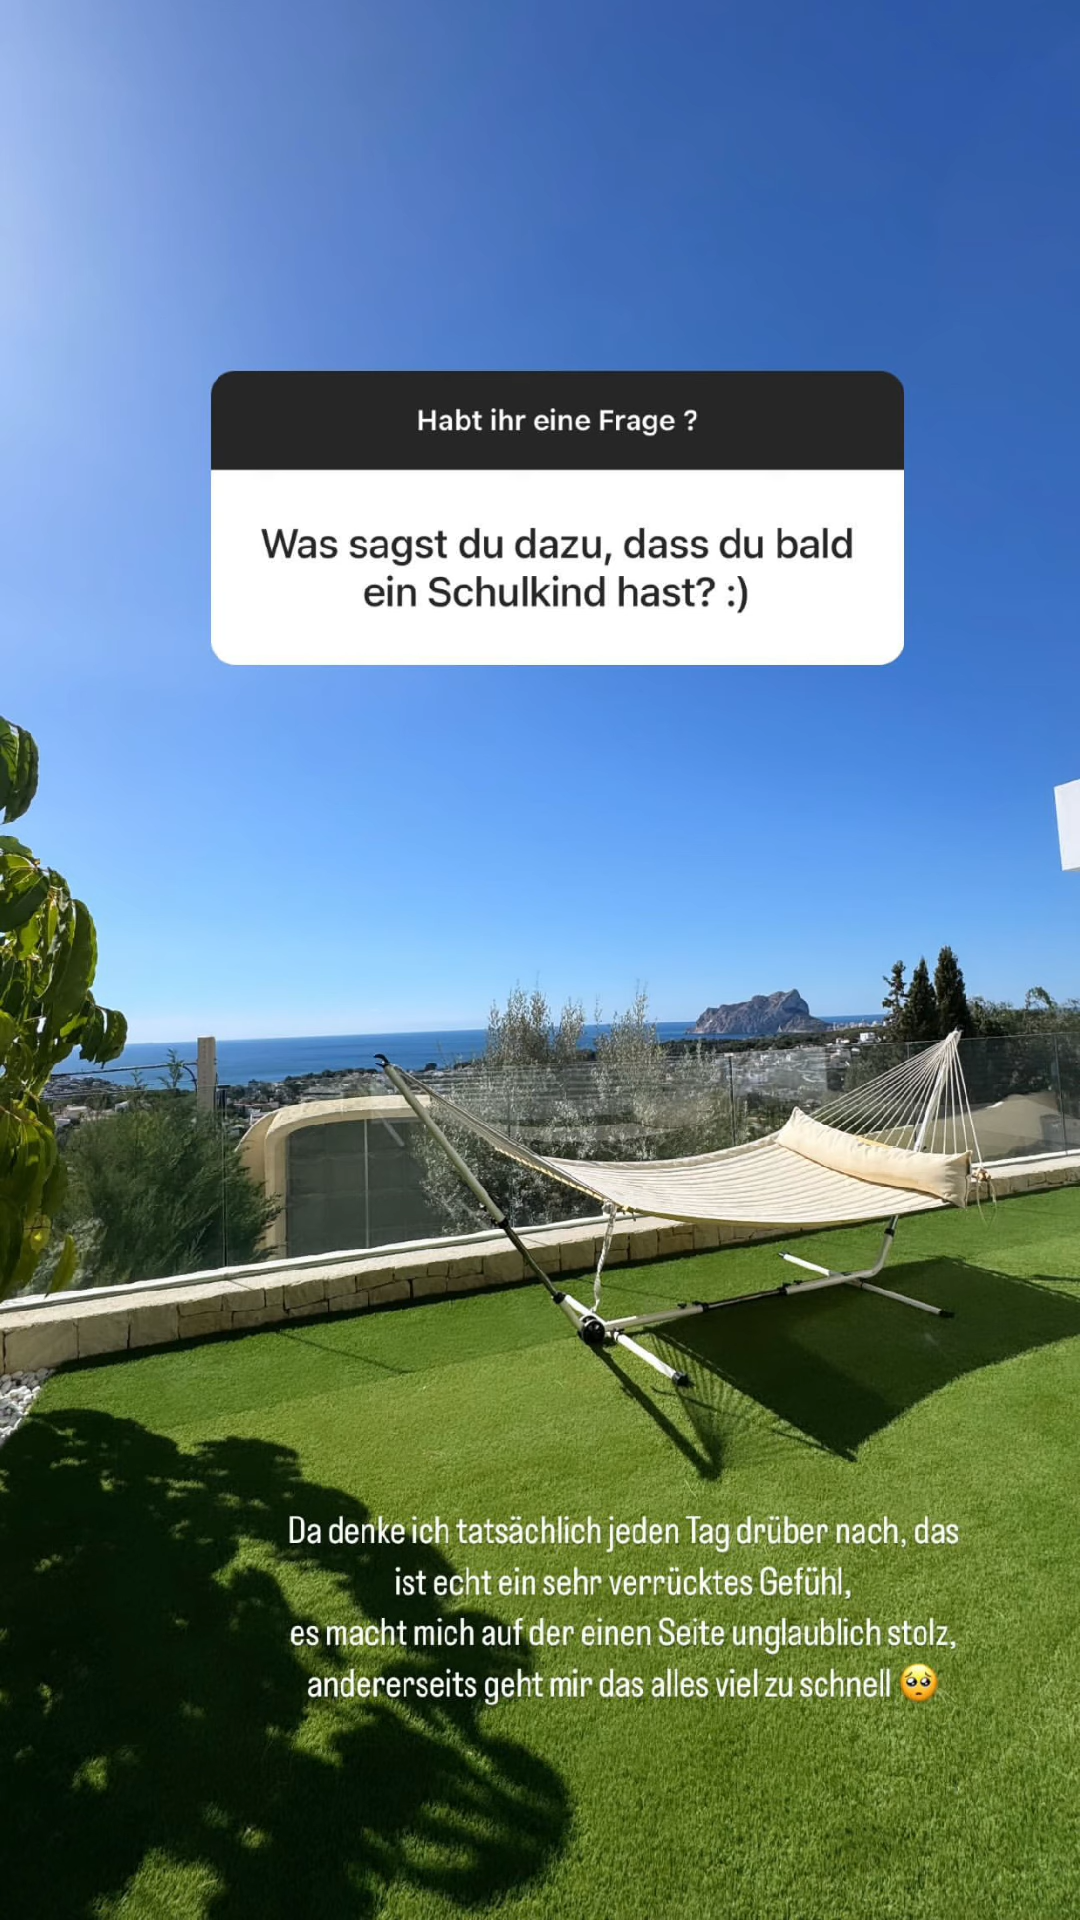 Habt ihr eine Frage ?
Was sagst du dazu, dass du bald
ein Schulkind hast? :)
Da denke ich tatsächlich jeden Tag drüber nach, das
ist echt ein sehr verrücktes Gefühl,
es macht mich auf der einen Seite unglaublich stolz,
andererseits geht mir das alles viel zu schnell 🥺